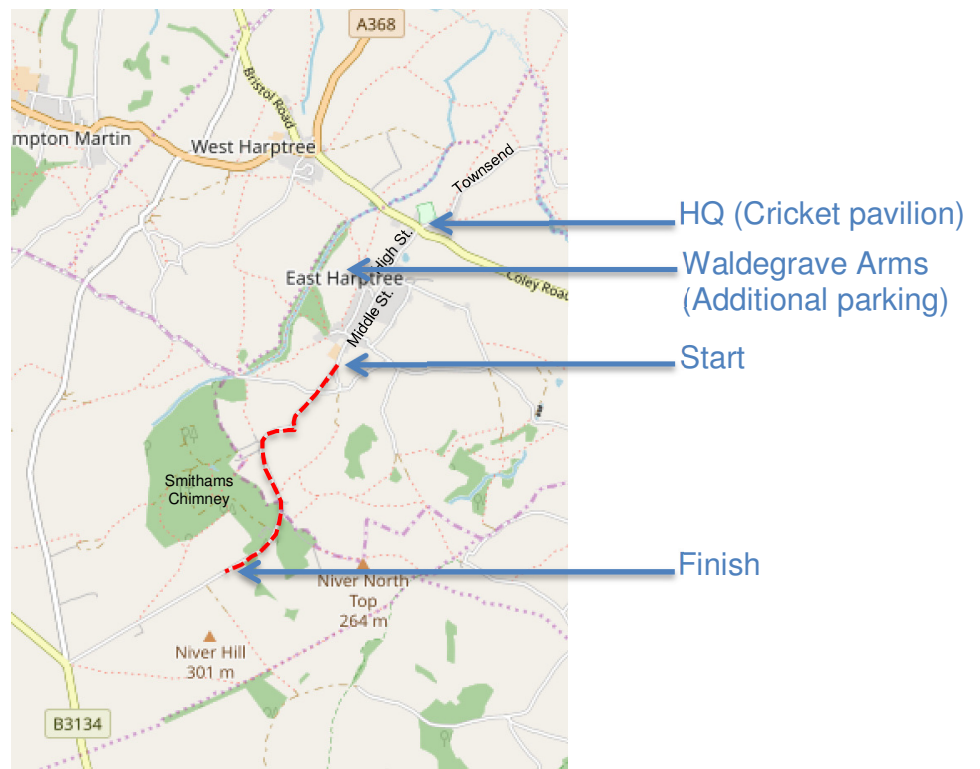 A368
Bristol Road
mpton Martin
West Harptree
Townsend
HQ (Cricket pavilion)
High St.
Waldegrave Arms
(Additional parking)
East Harptree
Coley Road
Middle St.
Start
Smithams
Chimney
Finish
Niver North
Top
264 m
Niver Hill
301 m
B3134